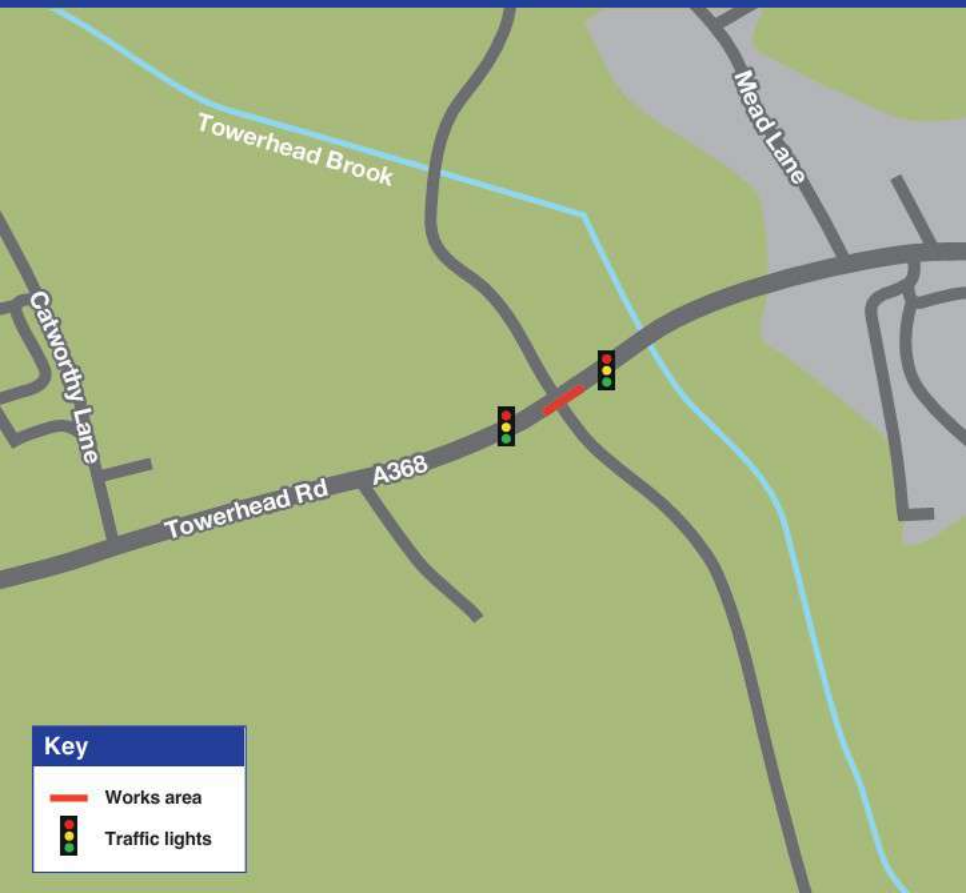 Mead Lane
Towerhead Brook
Catworthy Lane
A368
Towerhead Rd
Key
Works area
Traffic lights